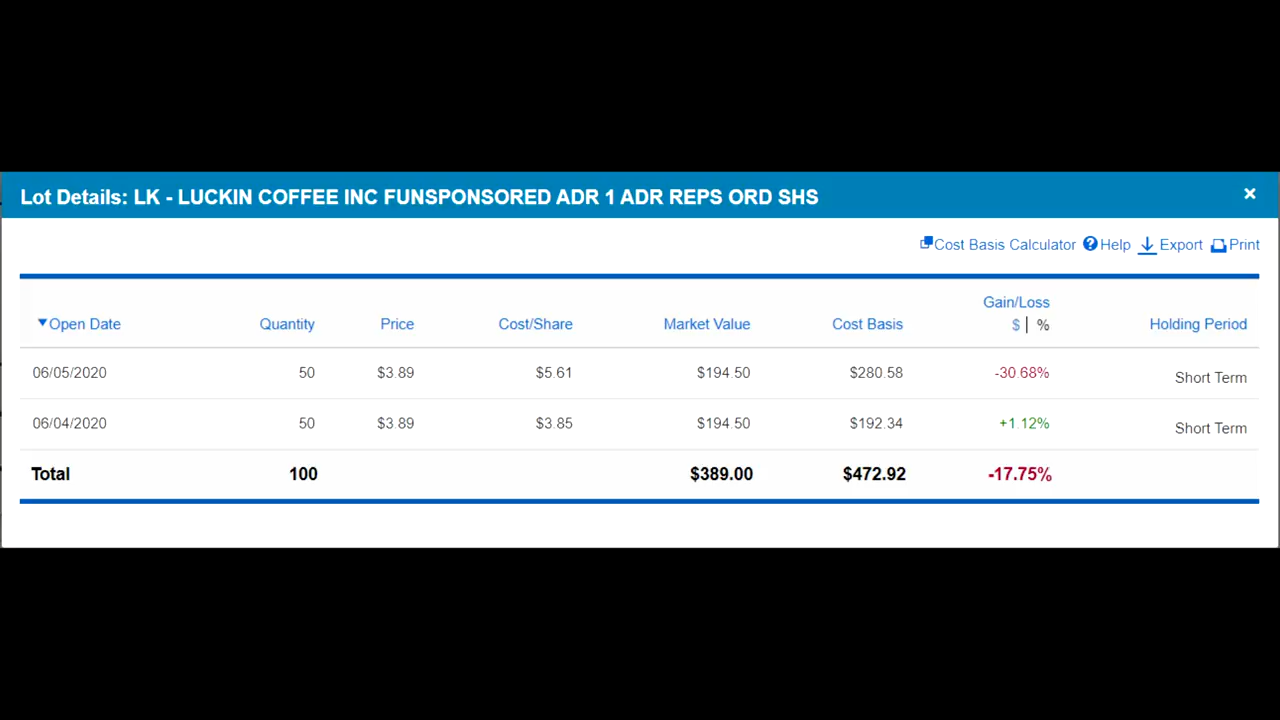 Lot Details: LK - LUCKIN COFFEE INC FUNSPONSORED ADR 1 ADR REPS ORD SHS ×
Cost Basis Calculator Help Export Print
Gain/Loss
▼Open Date Quantity Price Cost/Share Market Value Cost Basis $ | % Holding Period
06/05/2020 50 $3.89 $5.61 $194.50 $280.58 -30.68% Short Term
06/04/2020 50 $3.89 $3.85 $194.50 $192.34 +1.12% Short Term
Total 100 $389.00 $472.92 -17.75%